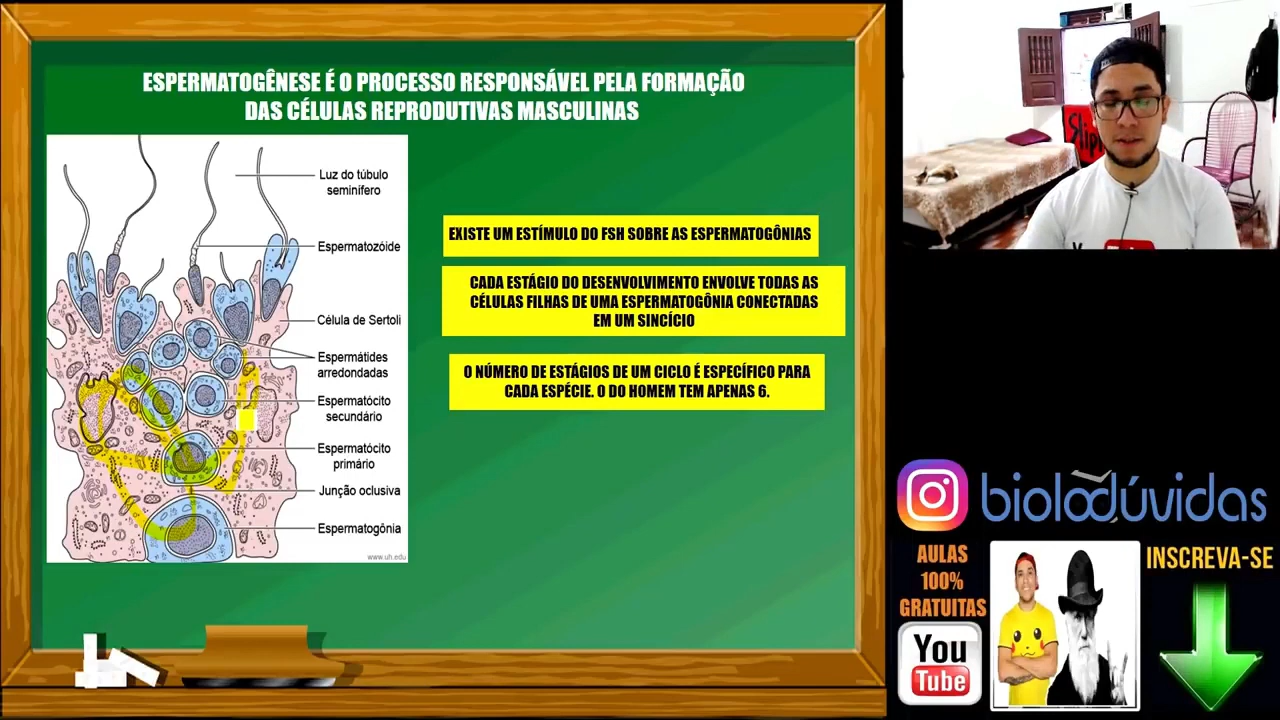 ESPERMATOGÊNESE É O PROCESSO RESPONSÁVEL PELA FORMAÇÃO
DAS CÉLULAS REPRODUTIVAS MASCULINAS
Luz do túbulo
seminífero
Espermatozóide
Célula de Sertoli
Espermátides
arredondadas
Espermatócito
secundário
Espermatócito
primário
Junção oclusiva
Espermatogônia
www.uh.edu
EXISTE UM ESTÍMULO DO FSH SOBRE AS ESPERMATOGÔNIAS
CADA ESTÁGIO DO DESENVOLVIMENTO ENVOLVE TODAS AS
CÉLULAS FILHAS DE UMA ESPERMATOGÔNIA CONECTADAS
EM UM SINCÍCIO
O NÚMERO DE ESTÁGIOS DE UM CICLO É ESPECÍFICO PARA
CADA ESPÉCIE. O DO HOMEM TEM APENAS 6.
biolodúvidas
AULAS
100%
GRATUITAS
You
Tube
INSCREVA-SE